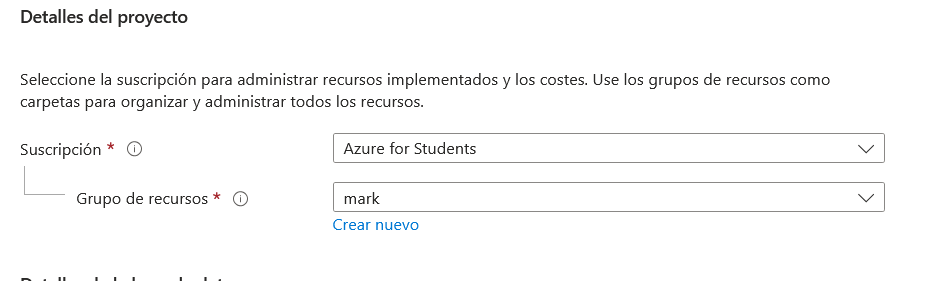 Detalles del proyecto
Seleccione la suscripción para administrar recursos implementados y los costes. Use los grupos de recursos como
carpetas para organizar y administrar todos los recursos.
Suscripción *
Azure for Students
Grupo de recursos *
mark
Crear nuevo